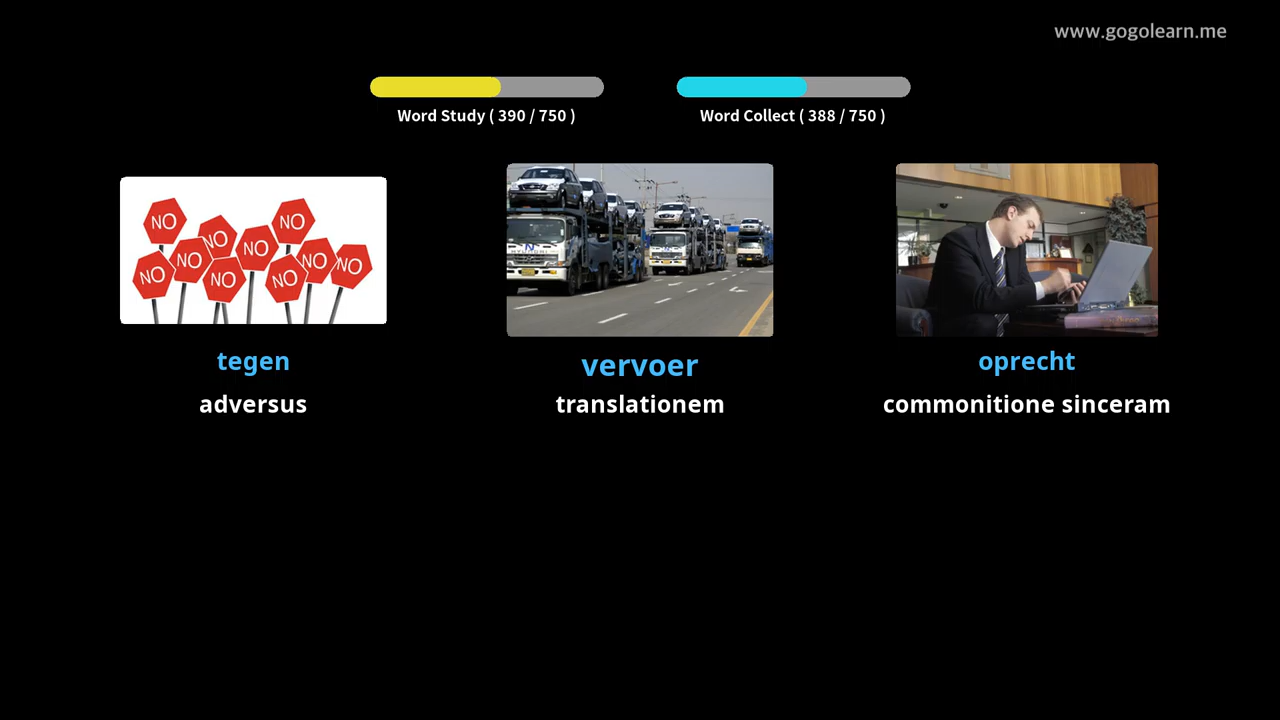 www.gogolearn.me
Word Study ( 390 / 750 )
Word Collect ( 388 / 750 )
NO
NO
NO
NO
NO
NO
NO
NO
NO
NO
tegen
vervoer
oprecht
adversus
translationem
commonitione sinceram